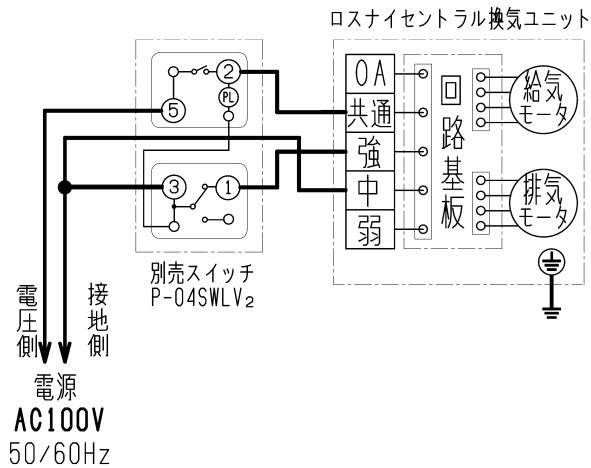 ロスナイセントラル換気ユニット
OA
共通
強
中
弱
回路基板
給気
モータ
排気
モータ
2
5
PL
3
1
別売スイッチ
P-04SWLV2
電圧側
接地側
電源
AC100V
50/60Hz